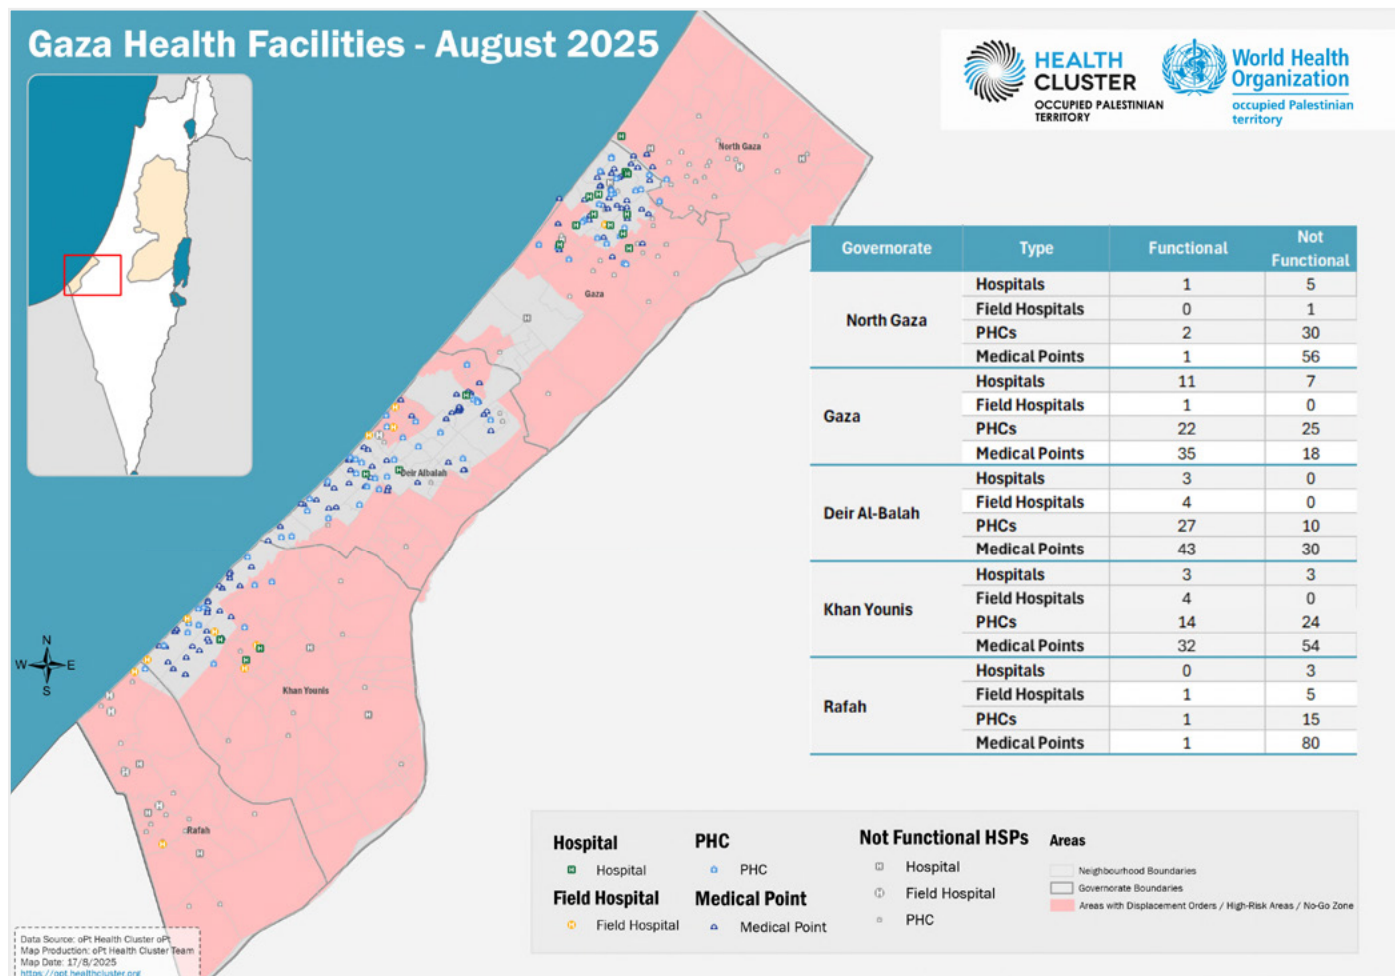 Gaza Health Facilities - August 2025
HEALTH
CLUSTER
OCCUPIED PALESTINIAN
TERRITORY
World Health
Organization
occupied Palestinian
territory
North Gaza
Gaza
Deir Albalah
Khan Younis
Rafah
N
W E
S
Governorate Type Functional Not Functional
North Gaza
Hospitals 1 5
Field Hospitals 0 1
PHCs 2 30
Medical Points 1 56
Gaza
Hospitals 11 7
Field Hospitals 1 0
PHCs 22 25
Medical Points 35 18
Deir Al-Balah
Hospitals 3 0
Field Hospitals 4 0
PHCs 27 10
Medical Points 43 30
Khan Younis
Hospitals 3 3
Field Hospitals 4 0
PHCs 14 24
Medical Points 32 54
Rafah
Hospitals 0 3
Field Hospitals 1 5
PHCs 1 15
Medical Points 1 80
Hospital
Hospital
Field Hospital
Field Hospital
PHC
PHC
Medical Point
Medical Point
Not Functional HSPs
Hospital
Field Hospital
PHC
Areas
Neighbourhood Boundaries
Governorate Boundaries
Areas with Displacement Orders / High-Risk Areas / No-Go Zone
Data Source: oPt Health Cluster oPt
Map Production: oPt Health Cluster Team
Map Date: 17/8/2025
https://opt.healthcluster.org